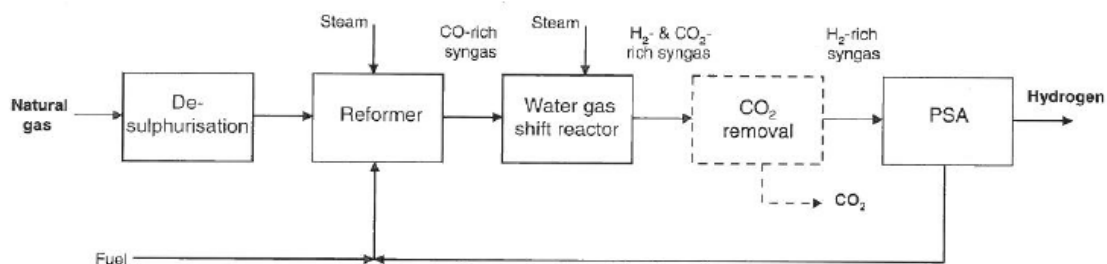 Steam
Steam
CO-rich
syngas
H₂- & CO₂-
rich syngas
H₂-rich
syngas
Natural
gas
De-
sulphurisation
Reformer
Water gas
shift reactor
CO₂
removal
PSA
Hydrogen
CO₂
Fuel